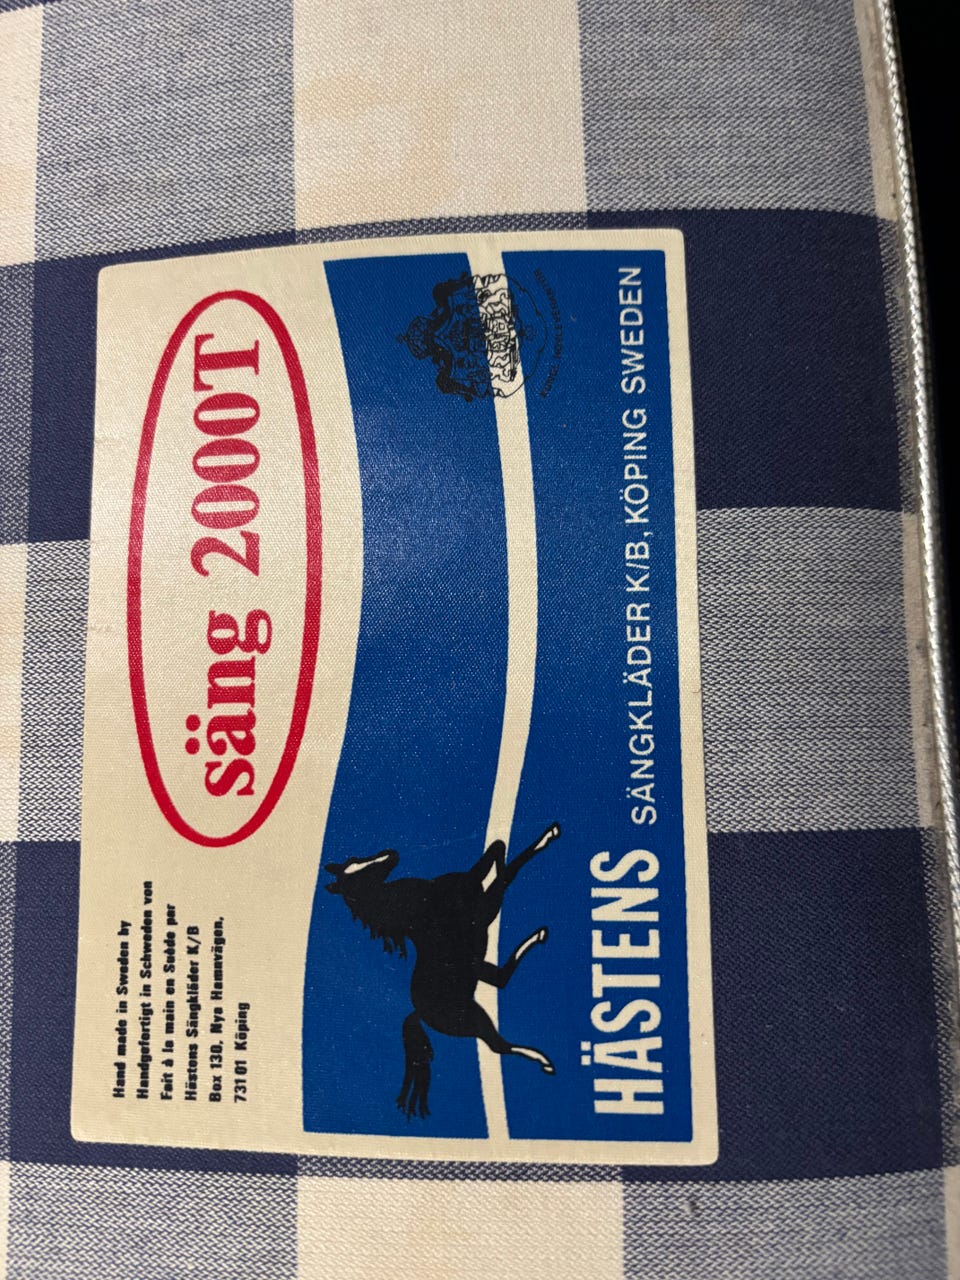 Hand made in Sweden by
Handgefertigt in Schweden von
Fait à la main en Suède par
Hästens Sängkläder K/B
Box 130, Nya Hamnvägen,
731 01 Köping
säng 2000T
HÄSTENS SÄNGKLÄDER K/B, KÖPING SWEDEN